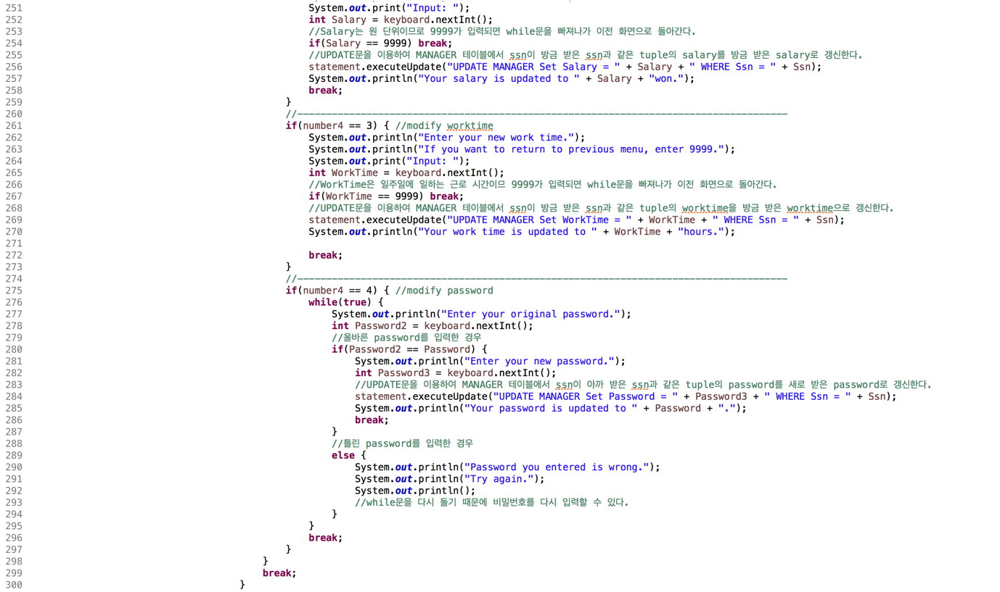 251 System.out.print("Input: ");
252 int Salary = keyboard.nextInt();
253 //Salary는 원 단위이므로 9999가 입력되면 while문을 빠져나가 이전 화면으로 돌아간다.
254 if(Salary == 9999) break;
255 //UPDATE문을 이용하여 MANAGER 테이블에서 ssn이 방금 받은 ssn과 같은 tuple의 salary를 방금 받은 salary로 갱신한다.
256 statement.executeUpdate("UPDATE MANAGER Set Salary = " + Salary + " WHERE Ssn = " + Ssn);
257 System.out.println("Your salary is updated to " + Salary + "won.");
258 break;
259 }
260 //-------------------------------------------------------------------------------------
261 if(number4 == 3) { //modify worktime
262 System.out.println("Enter your new work time.");
263 System.out.println("If you want to return to previous menu, enter 9999.");
264 System.out.print("Input: ");
265 int WorkTime = keyboard.nextInt();
266 //WorkTime은 일주일에 일하는 근로 시간이므 9999가 입력되면 while문을 빠져나가 이전 화면으로 돌아간다.
267 if(WorkTime == 9999) break;
268 //UPDATE문을 이용하여 MANAGER 테이블에서 ssn이 방금 받은 ssn과 같은 tuple의 worktime을 방금 받은 worktime으로 갱신한다.
269 statement.executeUpdate("UPDATE MANAGER Set WorkTime = " + WorkTime + " WHERE Ssn = " + Ssn);
270 System.out.println("Your work time is updated to " + WorkTime + "hours.");
271
272 break;
273 }
274 //-------------------------------------------------------------------------------------
275 if(number4 == 4) { //modify password
276 while(true) {
277 System.out.println("Enter your original password.");
278 int Password2 = keyboard.nextInt();
279 //올바른 password를 입력한 경우
280 if(Password2 == Password) {
281 System.out.println("Enter your new password.");
282 int Password3 = keyboard.nextInt();
283 //UPDATE문을 이용하여 MANAGER 테이블에서 ssn이 아까 받은 ssn과 같은 tuple의 password를 새로 받은 password로 갱신한다.
284 statement.executeUpdate("UPDATE MANAGER Set Password = " + Password3 + " WHERE Ssn = " + Ssn);
285 System.out.println("Your password is updated to " + Password + ".");
286 break;
287 }
288 //틀린 password를 입력한 경우
289 else {
290 System.out.println("Password you entered is wrong.");
291 System.out.println("Try again.");
292 System.out.println();
293 //while문을 다시 돌기 때문에 비밀번호를 다시 입력할 수 있다.
294 }
295 }
296 break;
297 }
298 }
299 break;
300 }